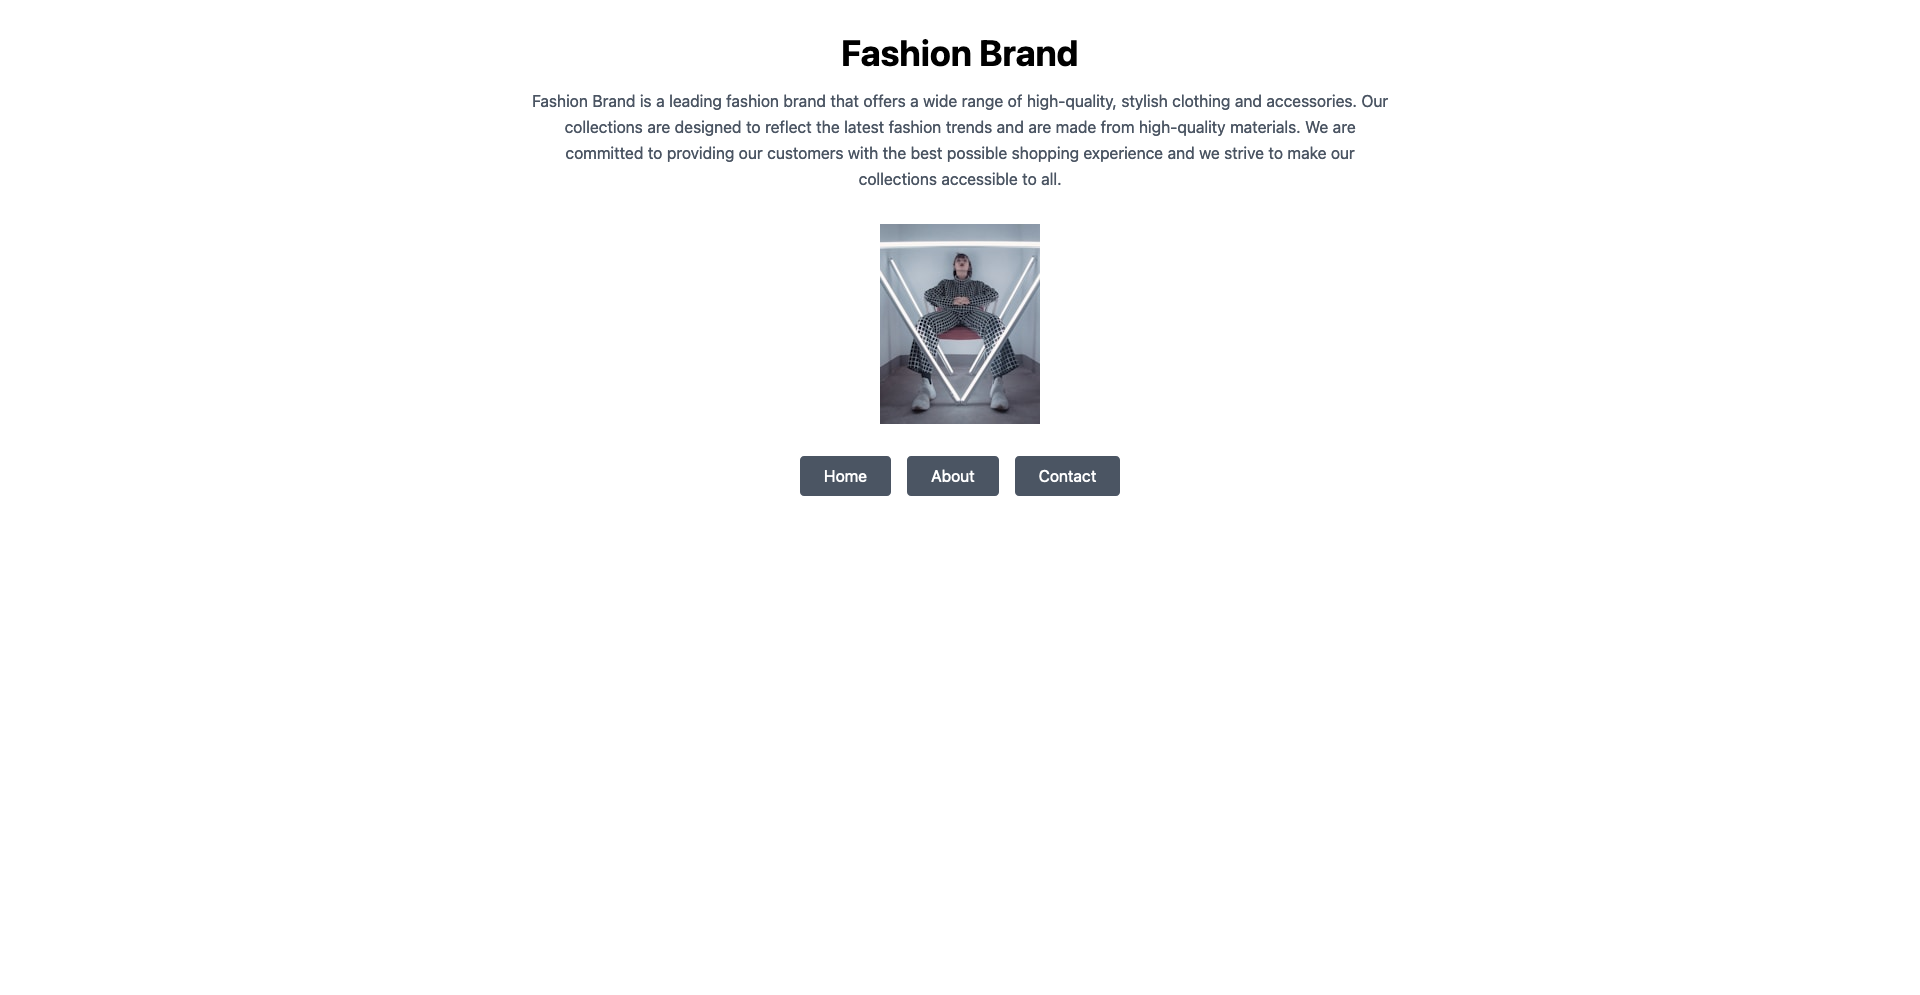 Fashion Brand
Fashion Brand is a leading fashion brand that offers a wide range of high-quality, stylish clothing and accessories. Our
collections are designed to reflect the latest fashion trends and are made from high-quality materials. We are
committed to providing our customers with the best possible shopping experience and we strive to make our
collections accessible to all.
Home
About
Contact